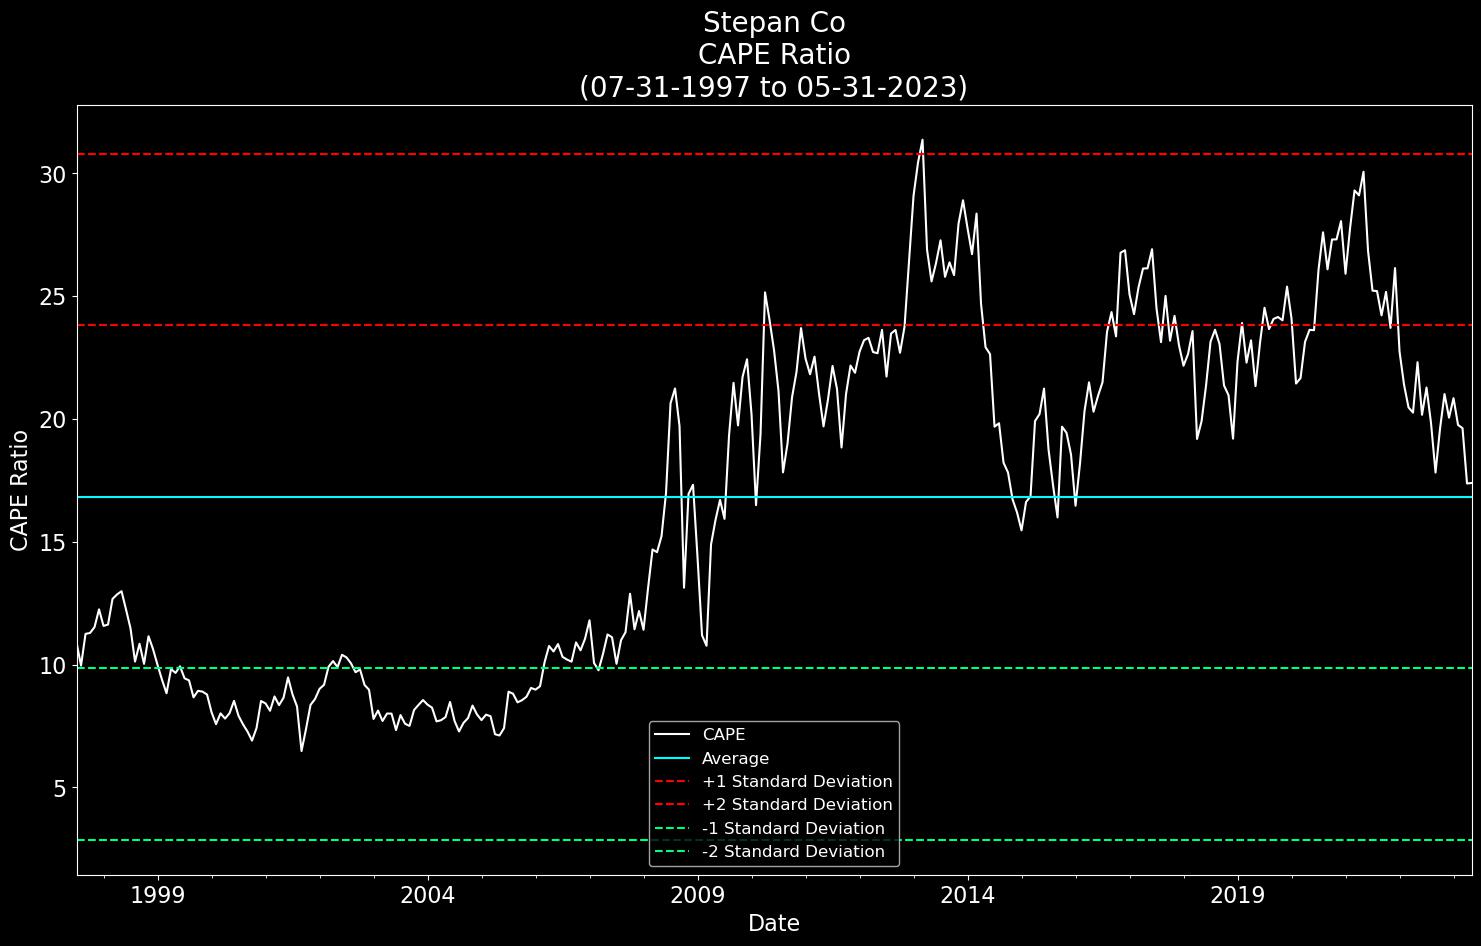 Stepan Co
CAPE Ratio
(07-31-1997 to 05-31-2023)
CAPE Ratio
30
25
20
15
10
5
CAPE
Average
+1 Standard Deviation
+2 Standard Deviation
-1 Standard Deviation
-2 Standard Deviation
1999 2004 2009 2014 2019
Date